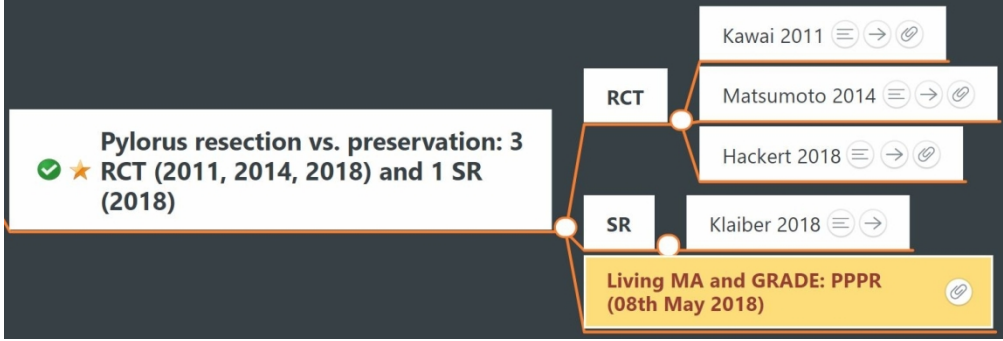 Pylorus resection vs. preservation: 3
RCT (2011, 2014, 2018) and 1 SR
(2018)
RCT
Kawai 2011
Matsumoto 2014
Hackert 2018
SR
Klaiber 2018
Living MA and GRADE: PPPR
(08th May 2018)